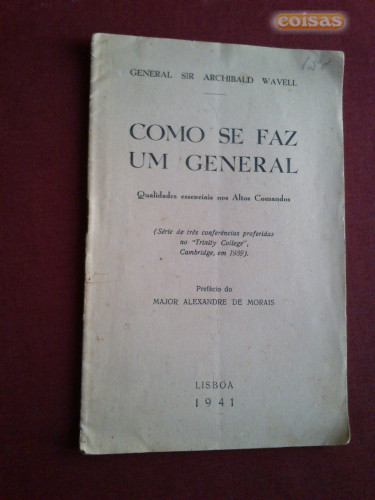 coisas
GENERAL SIR ARCHIBALD WAVELL
COMO SE FAZ
UM GENERAL
Qualidades essenciais nos Altos Comandos
(Série de três conferências proferidas
no "Trinity College",
Cambridge, em 1939).
Prefácio do
MAJOR ALEXANDRE DE MORAIS
LISBOA
1941